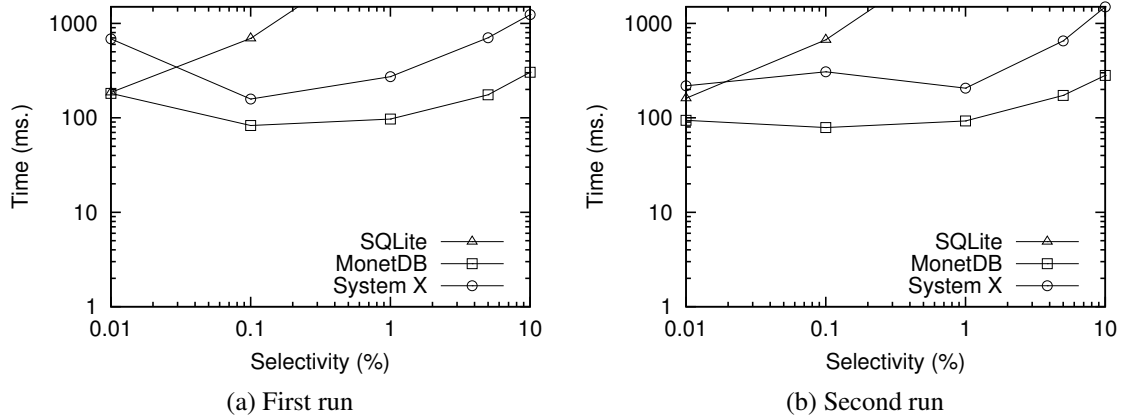 1000
100
10
1
Time (ms.)
0.01 0.1 1 10
Selectivity (%)
SQLite
MonetDB
System X
(a) First run
1000
100
10
1
Time (ms.)
0.01 0.1 1 10
Selectivity (%)
SQLite
MonetDB
System X
(b) Second run